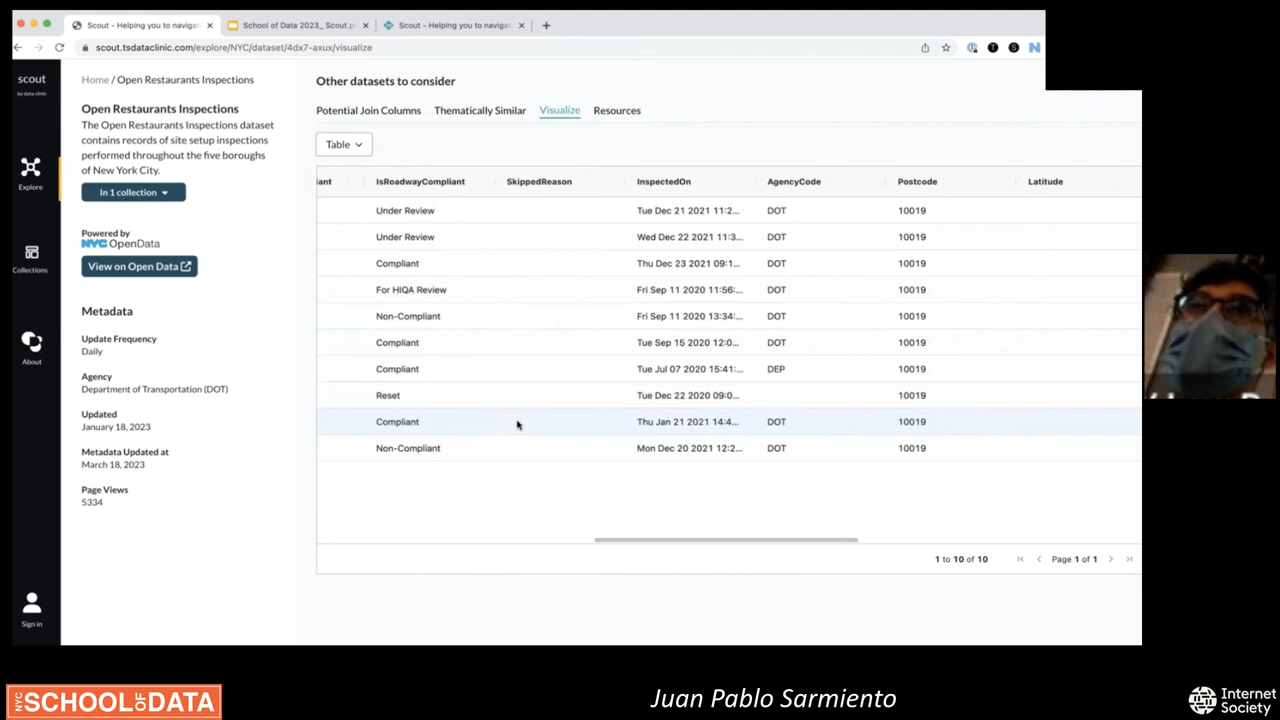 Scout - Helping you to navigat
School of Data 2023_ Scout.p
Scout - Helping you to navigat
scout.tsdataclinic.com/explore/NYC/dataset/4dx7-axux/visualize
scout
by data clinic
Explore
Collections
About
Sign in
Home / Open Restaurants Inspections
Open Restaurants Inspections
The Open Restaurants Inspections dataset
contains records of site setup inspections
performed throughout the five boroughs
of New York City.
In 1 collection
Powered by
NYC OpenData
View on Open Data
Metadata
Update Frequency
Daily
Agency
Department of Transportation (DOT)
Updated
January 18, 2023
Metadata Updated at
March 18, 2023
Page Views
5334
Other datasets to consider
Potential Join Columns Thematically Similar Visualize Resources
Table
iant IsRoadwayCompliant SkippedReason InspectedOn AgencyCode Postcode Latitude
Under Review Tue Dec 21 2021 11:2... DOT 10019
Under Review Wed Dec 22 2021 11:3... DOT 10019
Compliant Thu Dec 23 2021 09:1... DOT 10019
For HIQA Review Fri Sep 11 2020 11:56:... DOT 10019
Non-Compliant Fri Sep 11 2020 13:34:... DOT 10019
Compliant Tue Sep 15 2020 12:0... DOT 10019
Compliant Tue Jul 07 2020 15:41:... DEP 10019
Reset Tue Dec 22 2020 09:0... 10019
Compliant Thu Jan 21 2021 14:4... DOT 10019
Non-Compliant Mon Dec 20 2021 12:2... DOT 10019
1 to 10 of 10 Page 1 of 1
NYC SCHOOL OF DATA
Juan Pablo Sarmiento
Internet
Society